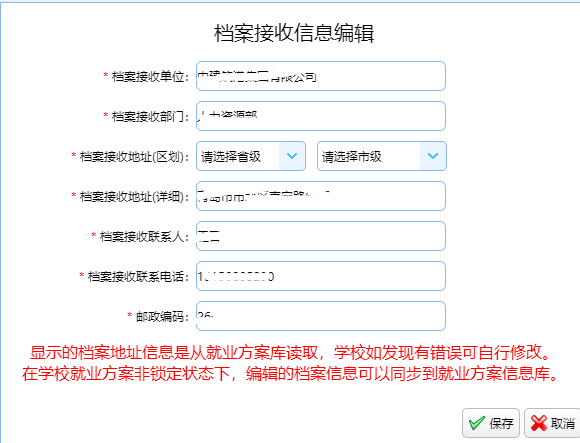 档案接收信息编辑
* 档案接收单位:
* 档案接收部门:
* 档案接收地址(区划): 请选择省级 请选择市级
* 档案接收地址(详细):
* 档案接收联系人:
* 档案接收联系电话:
* 邮政编码:
显示的档案地址信息是从就业方案库读取，学校如发现有错误可自行修改。
在学校就业方案非锁定状态下，编辑的档案信息可以同步到就业方案信息库。
保存 取消